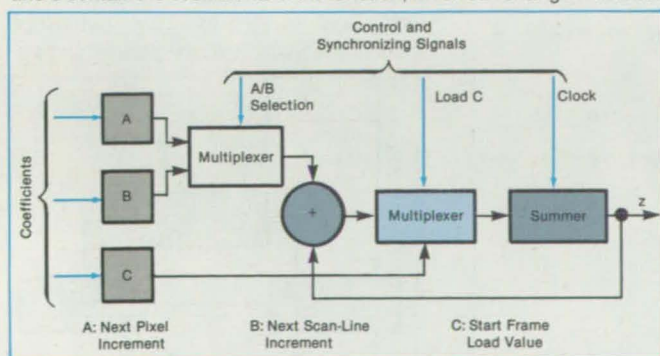 Control and
Synchronizing Signals
A/B
Selection
Load C
Clock
Coefficients
A
Multiplexer
B
+
Multiplexer
Summer
z
C
A: Next Pixel
Increment
B: Next Scan-Line
Increment
C: Start Frame
Load Value